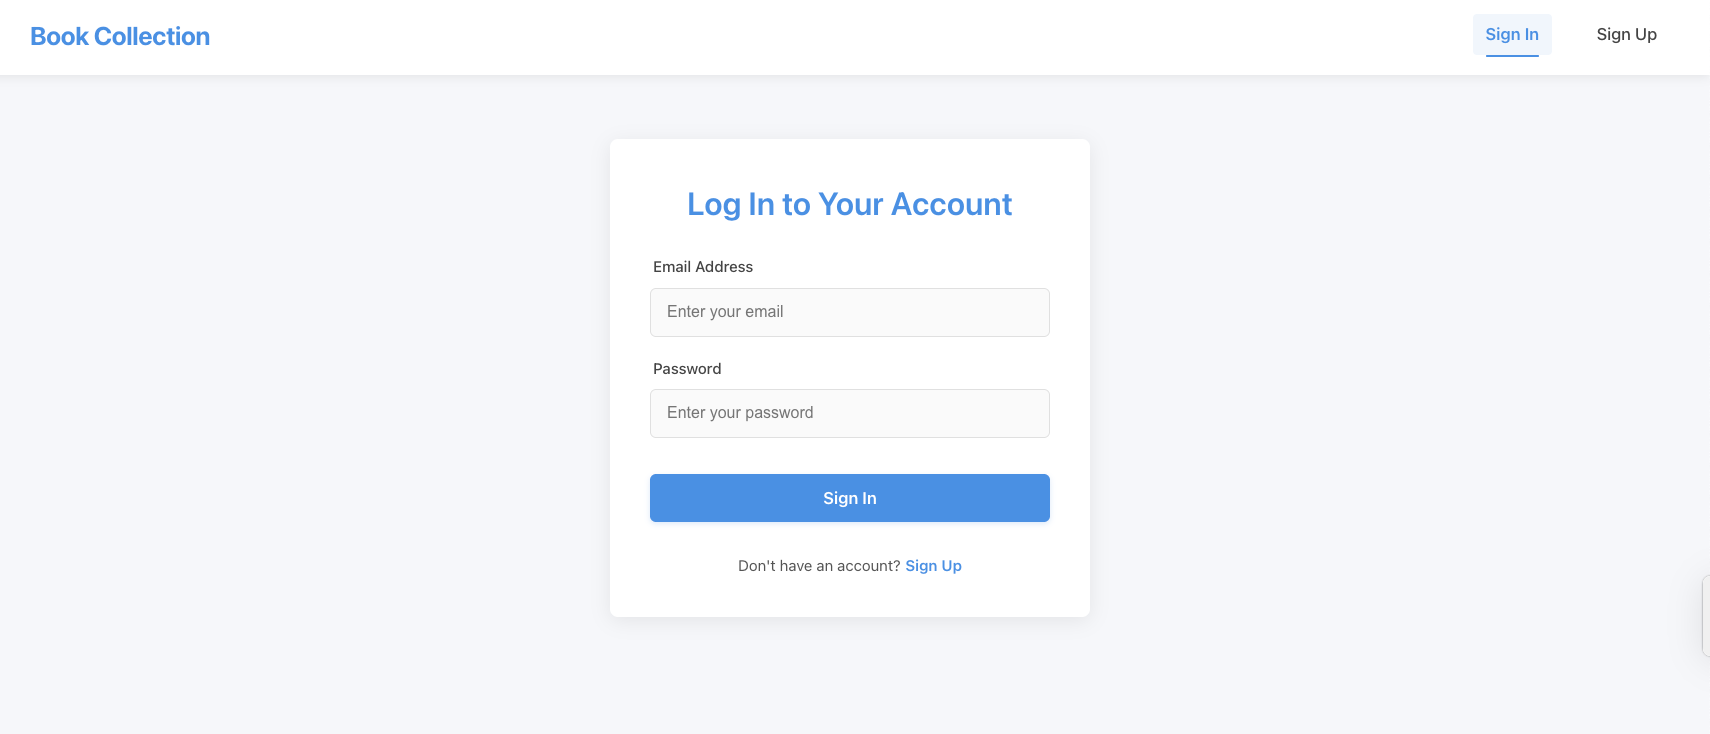 Book Collection
Sign In
Sign Up
Log In to Your Account
Email Address
Enter your email
Password
Enter your password
Sign In
Don't have an account? Sign Up